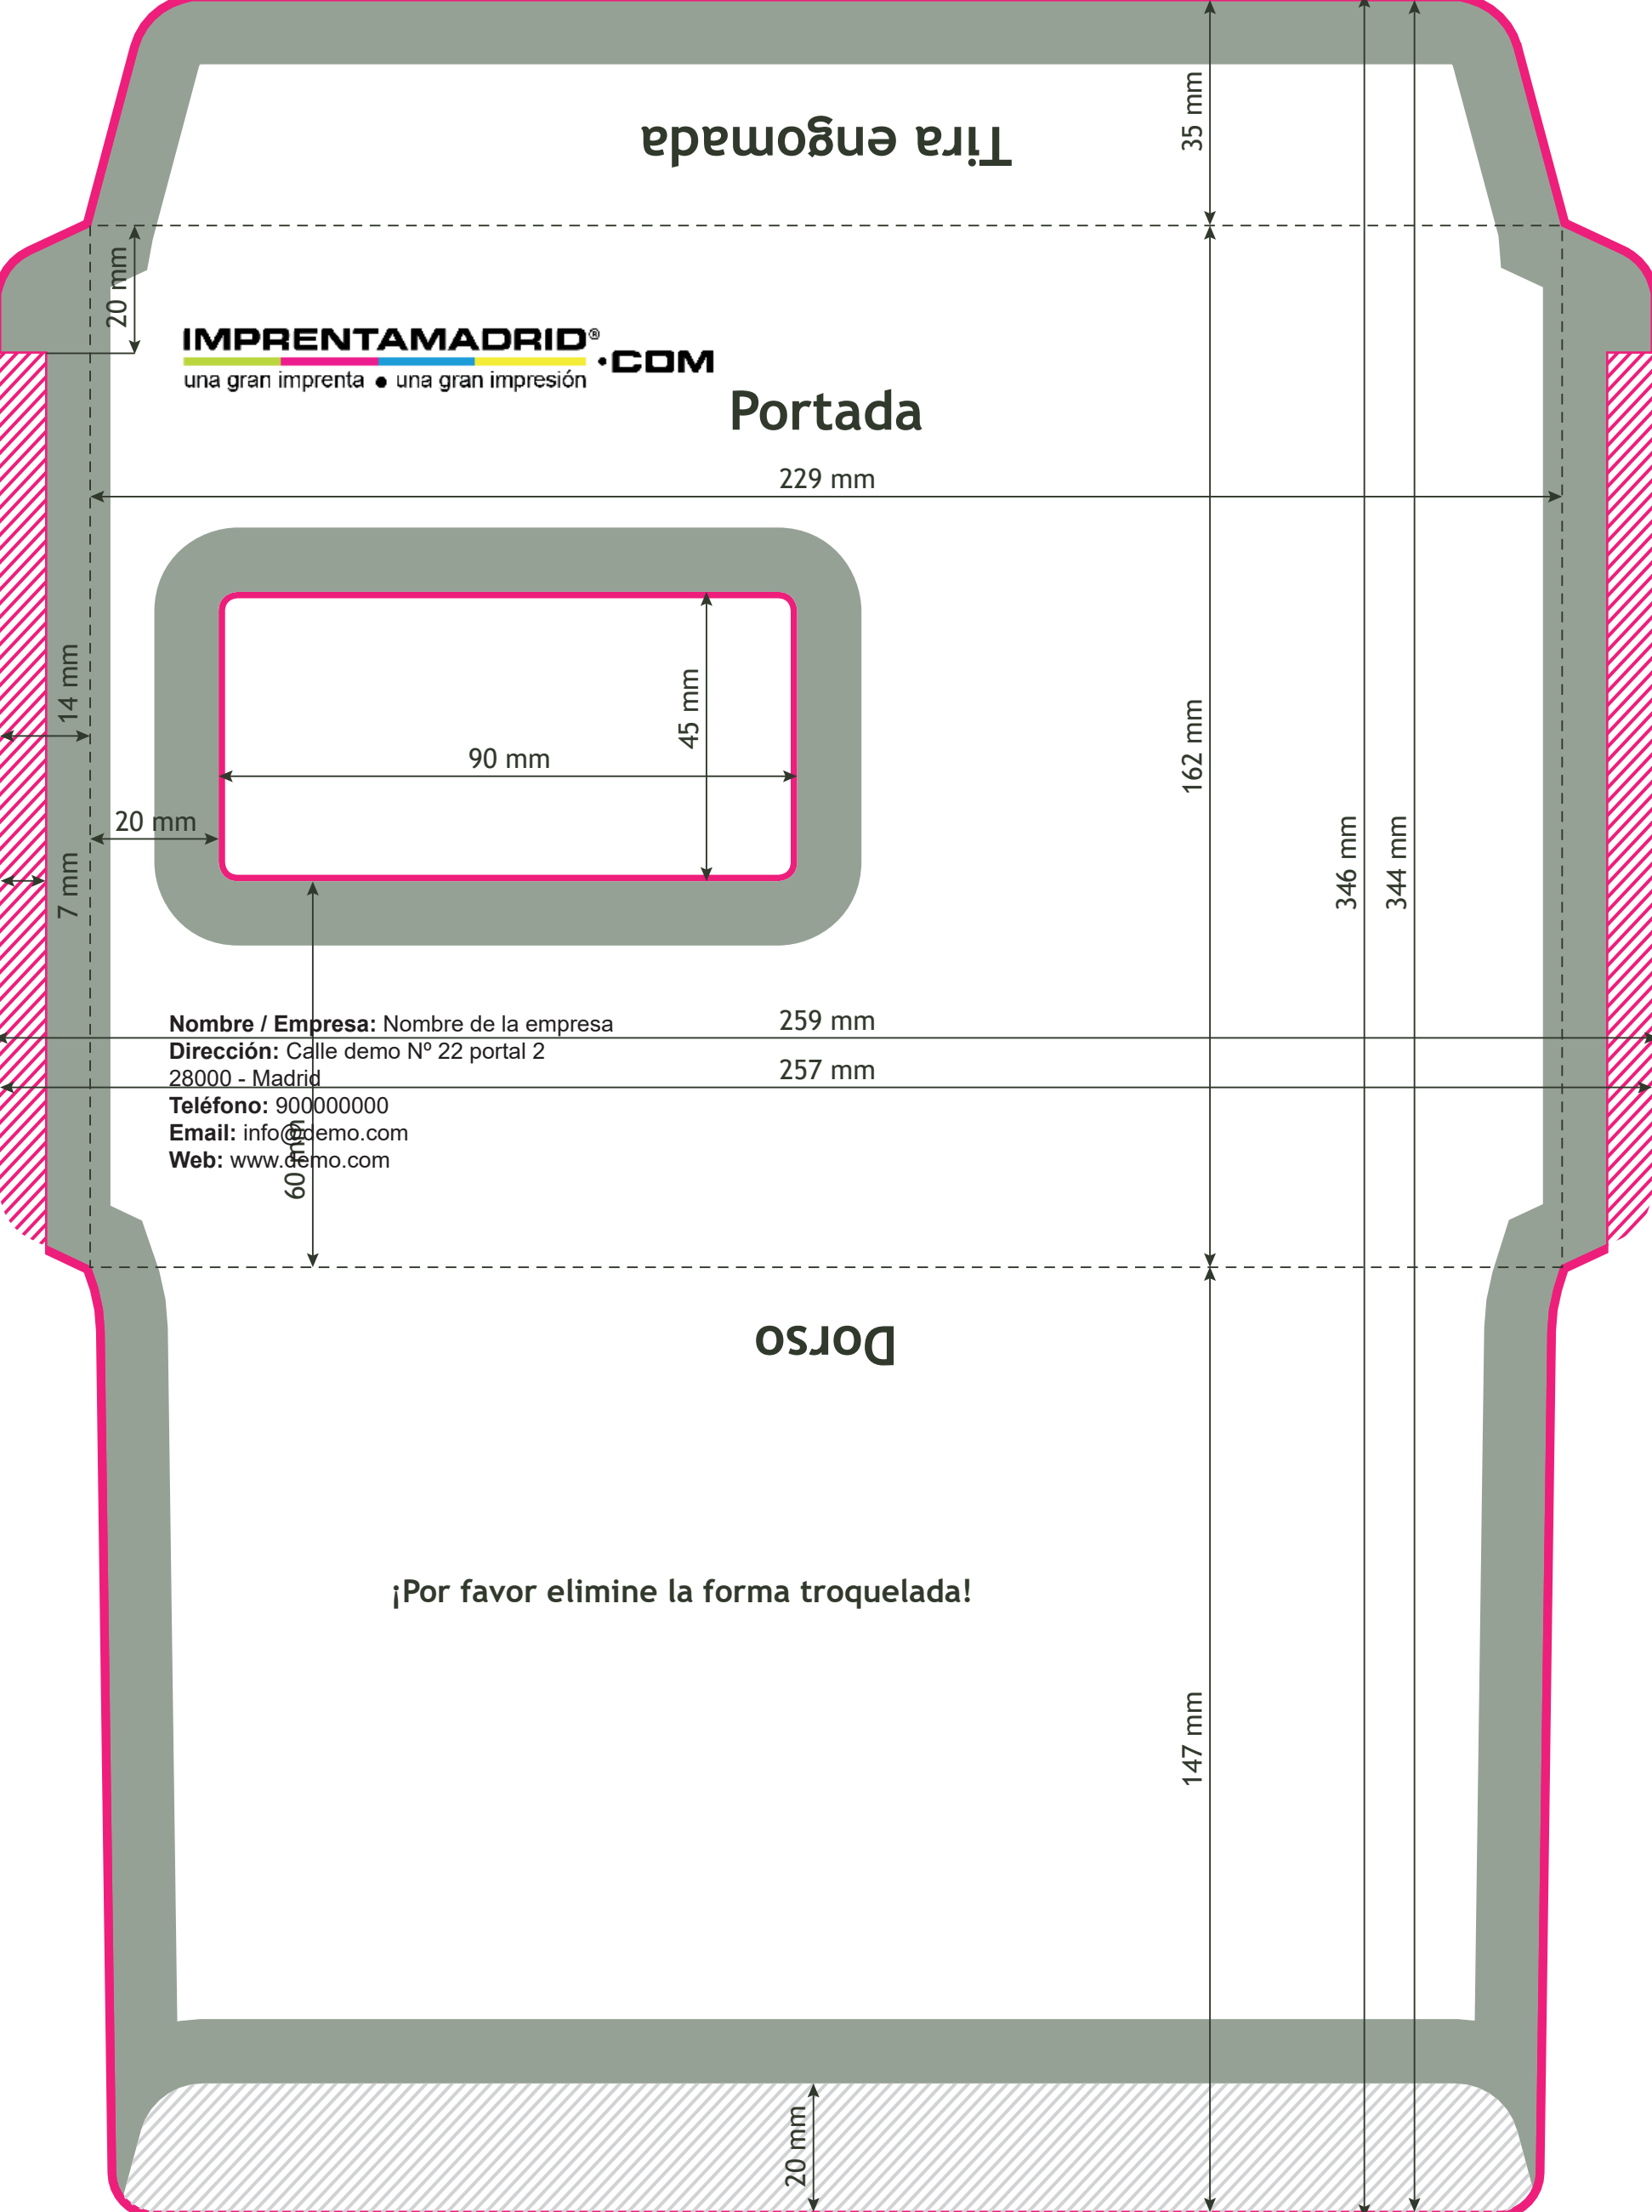 Tira engomada
35 mm
20 mm
IMPRENTAMADRID®
.COM
una gran imprenta ● una gran impresión
Portada
229 mm
14 mm
45 mm
90 mm
162 mm
20 mm
7 mm
346 mm
344 mm
Nombre / Empresa: Nombre de la empresa
259 mm
Dirección: Calle demo Nº 22 portal 2
257 mm
28000 - Madrid
Teléfono: 900000000
Email: info@demo.com
Web: www.demo.com
60 mm
Dorso
¡Por favor elimine la forma troquelada!
147 mm
20 mm